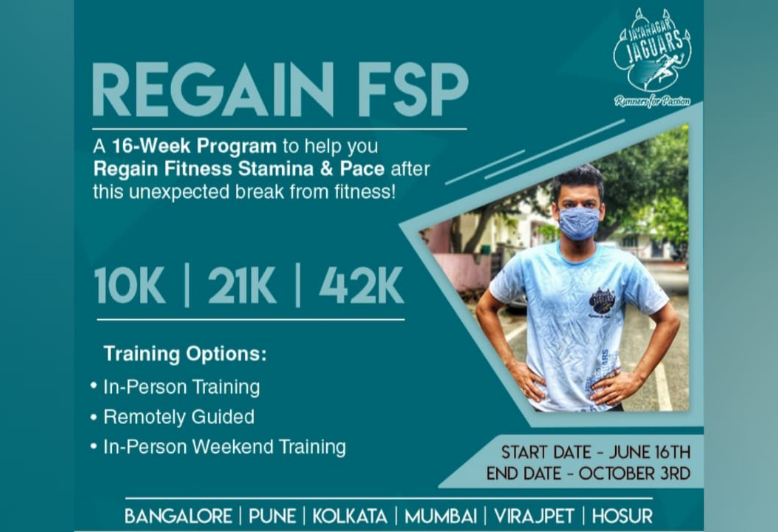 JAYANAGAR
JAGUARS
Runners for Passion
REGAIN FSP
A 16-Week Program to help you
Regain Fitness Stamina & Pace after
this unexpected break from fitness!
10K | 21K | 42K
Training Options:
• In-Person Training
• Remotely Guided
• In-Person Weekend Training
START DATE - JUNE 16TH
END DATE - OCTOBER 3RD
BANGALORE | PUNE | KOLKATA | MUMBAI | VIRAJPET | HOSUR